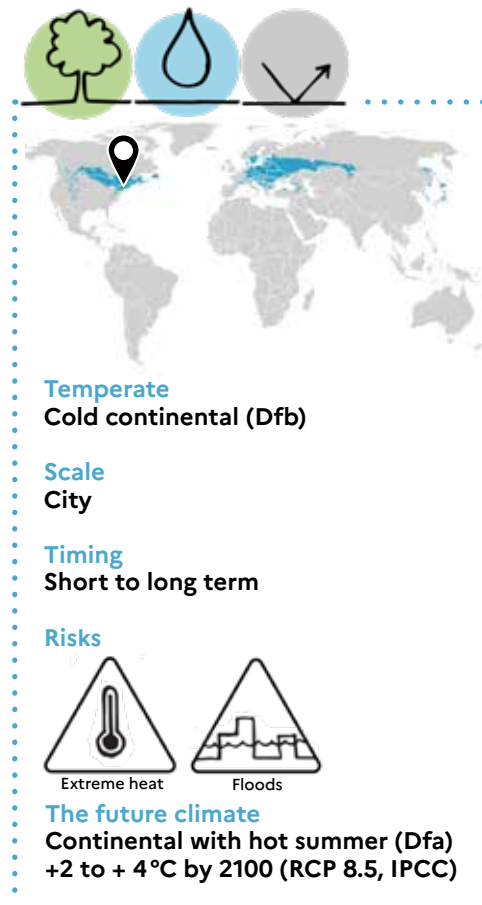 Temperate
Cold continental (Dfb)
Scale
City
Timing
Short to long term
Risks
Extreme heat
Floods
The future climate
Continental with hot summer (Dfa)
+2 to + 4°C by 2100 (RCP 8.5, IPCC)